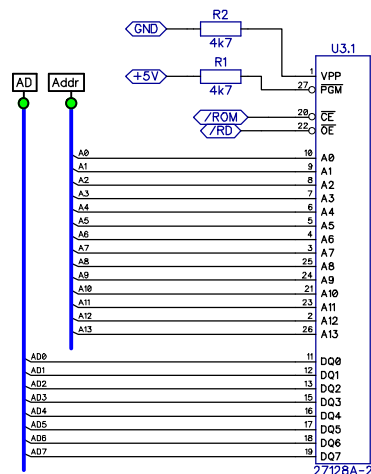 R2
GND
4k7
U3.1
R1
1 VPP
AD Addr
+5V
27 PGM
4k7
/ROM 20 CE
/RD 22 OE
A0 10 A0
A1 9 A1
A2 8 A2
A3 7 A3
A4 6 A4
A5 5 A5
A6 4 A6
A7 3 A7
A8 25 A8
A9 24 A9
A10 21 A10
A11 23 A11
A12 2 A12
A13 26 A13
AD0 11 DQ0
AD1 12 DQ1
AD2 13 DQ2
AD3 15 DQ3
AD4 16 DQ4
AD5 17 DQ5
AD6 18 DQ6
AD7 19 DQ7
27128A-2